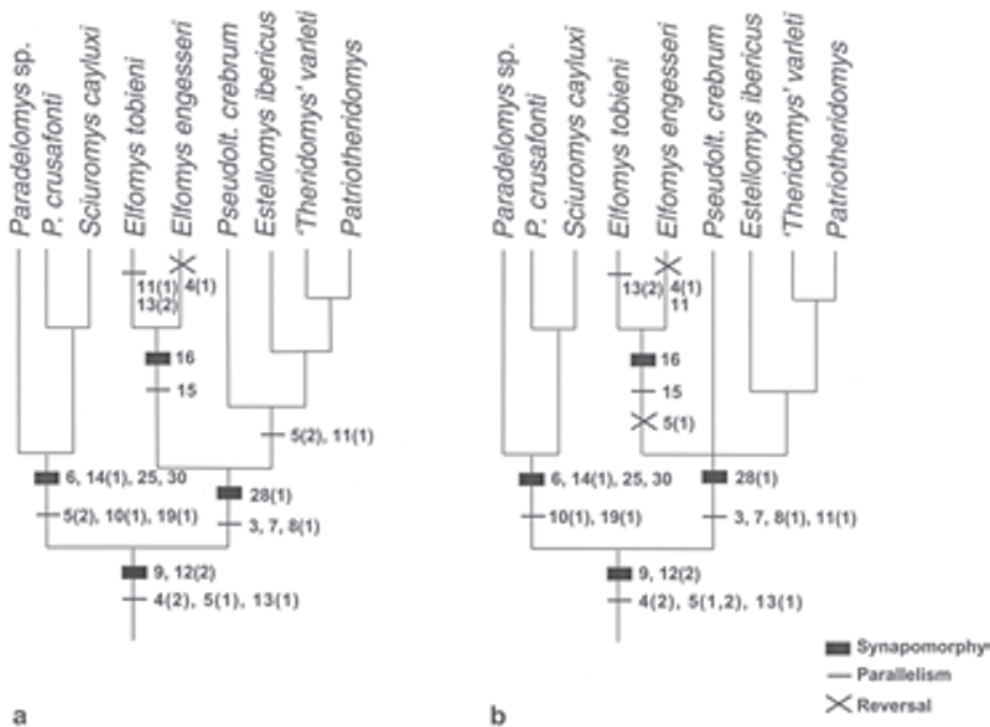 Paradelomys sp.
P. crusafonti
Sciuromys cayluxi
Elfomys tobieni
Elfomys engesseri
Pseudolt. crebrum
Estellomys ibericus
'Theridomys' varleti
Patriotheridomys
11(1)
13(2)
4(1)
16
15
5(2), 11(1)
6, 14(1), 25, 30
28(1)
5(2), 10(1), 19(1)
3, 7, 8(1)
9, 12(2)
4(2), 5(1), 13(1)
a
Paradelomys sp.
P. crusafonti
Sciuromys cayluxi
Elfomys tobieni
Elfomys engesseri
Pseudolt. crebrum
Estellomys ibericus
'Theridomys' varleti
Patriotheridomys
13(2)
4(1)
11
16
15
5(1)
6, 14(1), 25, 30
28(1)
10(1), 19(1)
3, 7, 8(1), 11(1)
9, 12(2)
4(2), 5(1,2), 13(1)
b
Synapomorphy
Parallelism
Reversal